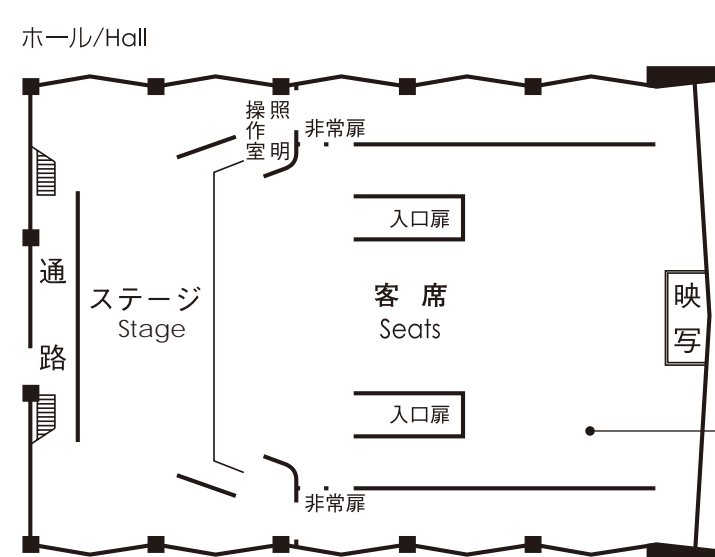 ホール/Hall
照明
操作室
非常扉
入口扉
通路
ステージ
Stage
客席
Seats
映写
入口扉
非常扉